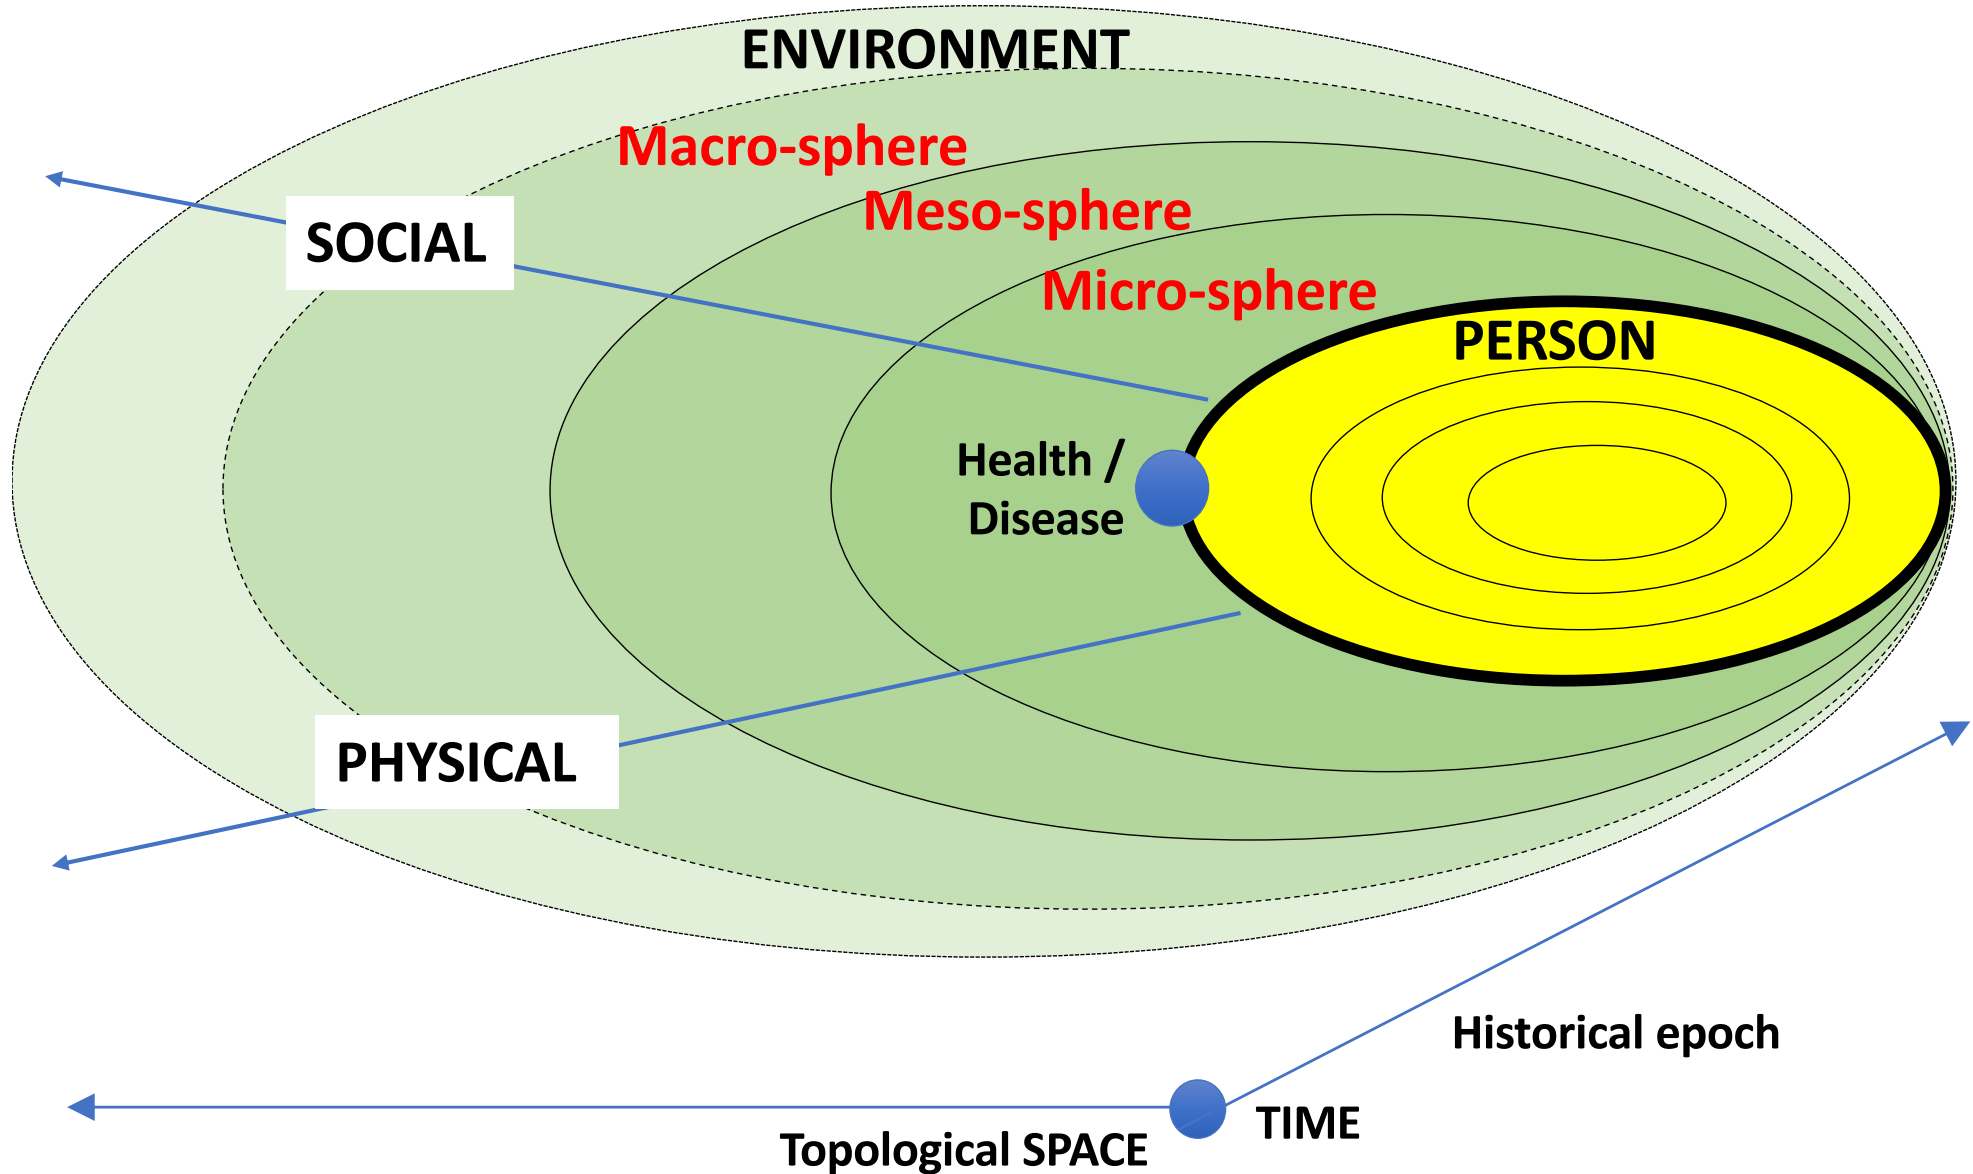 ENVIRONMENT
Macro-sphere
Meso-sphere
SOCIAL
Micro-sphere
PERSON
Health /
Disease
PHYSICAL
Historical epoch
TIME
Topological SPACE